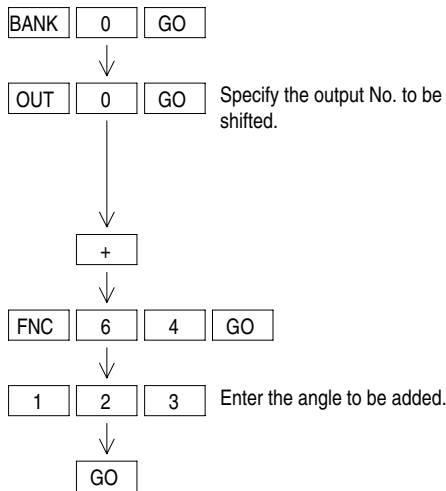 BANK 0 GO
OUT 0 GO Specify the output No. to be
shifted.
+
FNC 6 4 GO
1 2 3 Enter the angle to be added.
GO